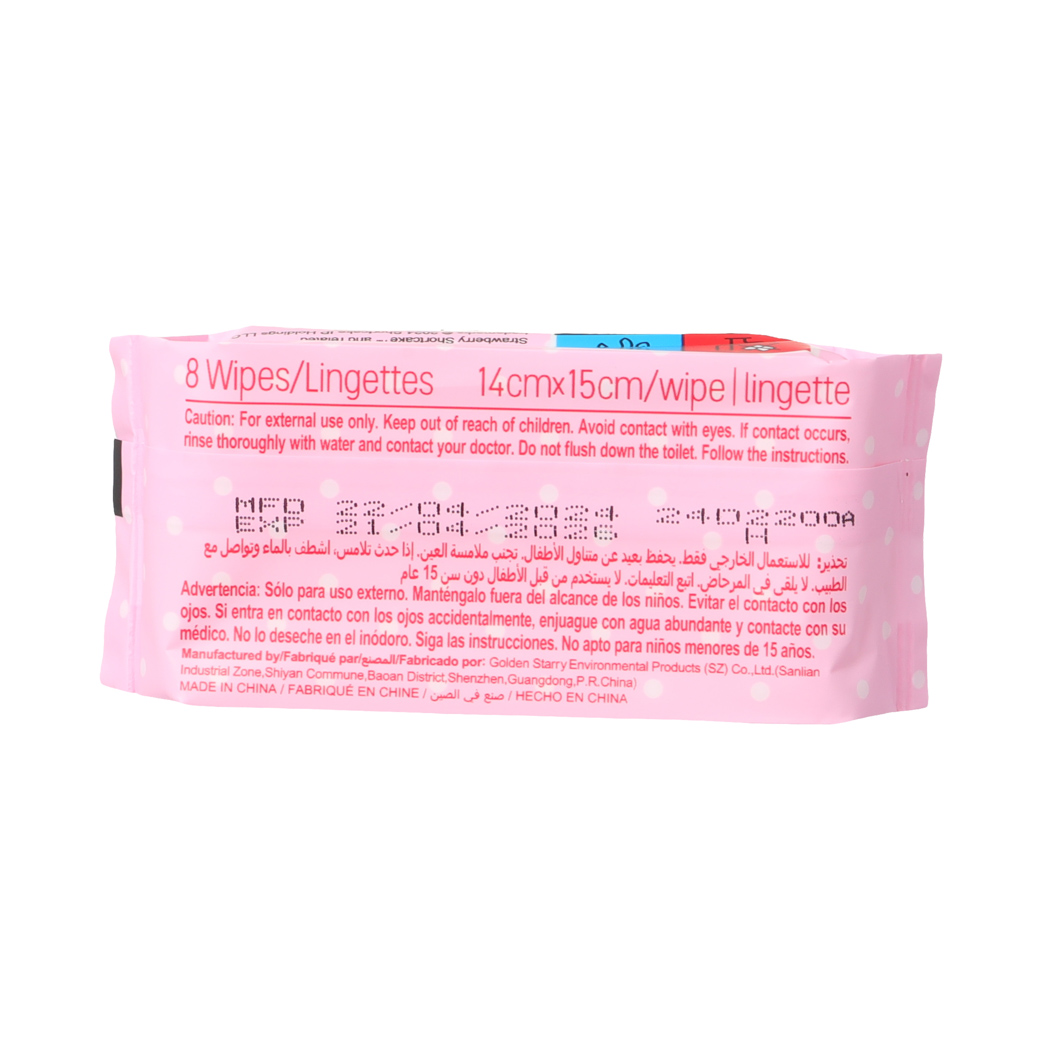 Strawberry Shortcake™ and related
8 Wipes/Lingettes 14cmx15cm/wipe | lingette
Caution: For external use only. Keep out of reach of children. Avoid contact with eyes. If contact occurs,
rinse thoroughly with water and contact your doctor. Do not flush down the toilet. Follow the instructions.
MFD 22/04/2024 240220OA
EXP 21/04/2026 H
تحذير: للاستعمال الخارجي فقط. يحفظ بعيد عن متناول الأطفال. تجنب ملامسة العين. إذا حدث تلامس، اشطف بالماء وتواصل مع
الطبيب. لا يلقى في المرحاض. اتبع التعليمات. لا يستخدم من قبل الأطفال دون سن 15 عام
Advertencia: Sólo para uso externo. Manténgalo fuera del alcance de los niños. Evitar el contacto con los
ojos. Si entra en contacto con los ojos accidentalmente, enjuague con agua abundante y contacte con su
médico. No lo deseche en el inódoro. Siga las instrucciones. No apto para niños menores de 15 años.
Manufactured by/Fabriqué par/المصنع/Fabricado por: Golden Starry Environmental Products (SZ) Co.,Ltd.(Sanlian
Industrial Zone,Shiyan Commune,Baoan District,Shenzhen,Guangdong,P.R.China)
MADE IN CHINA / FABRIQUÉ EN CHINE / صنع في الصين / HECHO EN CHINA